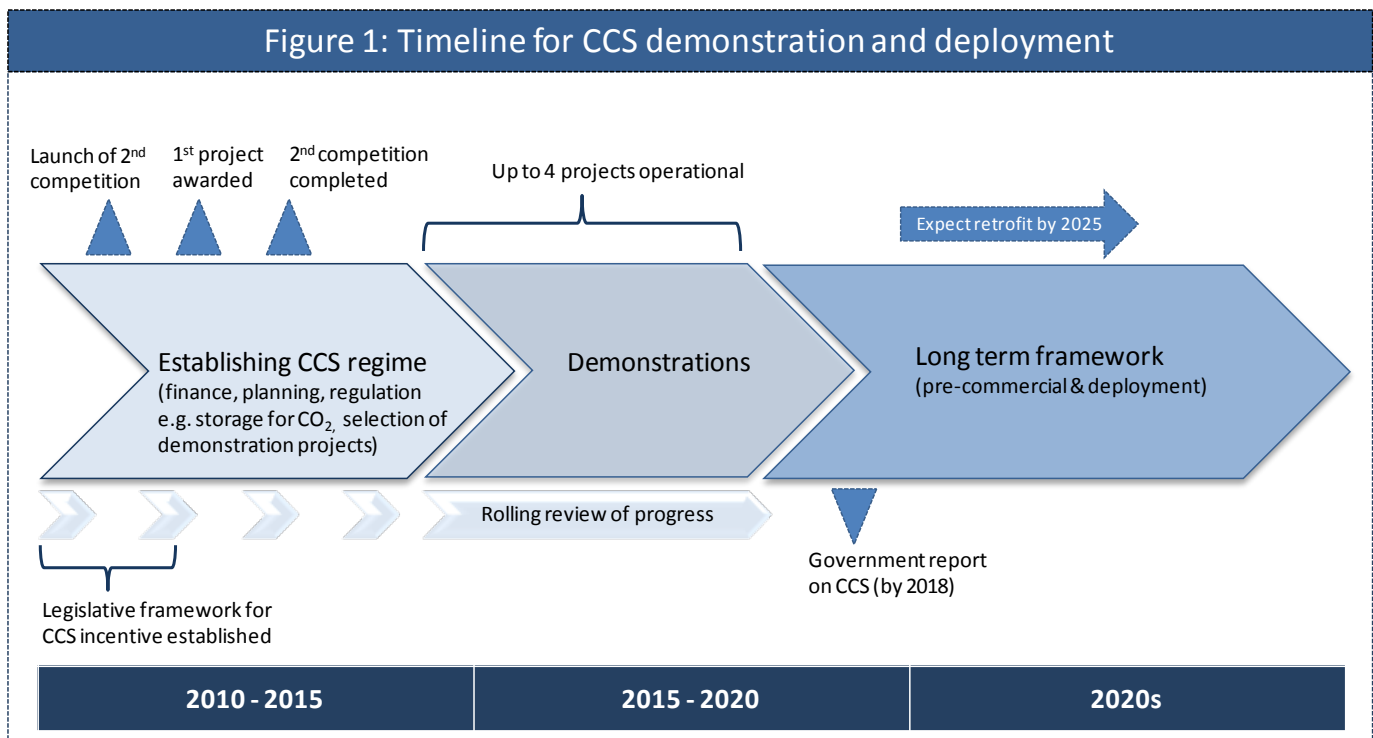 Figure 1: Timeline for CCS demonstration and deployment
Launch of 2nd
competition
1st project
awarded
2nd competition
completed
Up to 4 projects operational
Expect retrofit by 2025
Establishing CCS regime
(finance, planning, regulation
e.g. storage for CO2, selection of
demonstration projects)
Demonstrations
Long term framework
(pre-commercial & deployment)
Rolling review of progress
Government report
on CCS (by 2018)
Legislative framework for
CCS incentive established
2010 - 2015
2015 - 2020
2020s